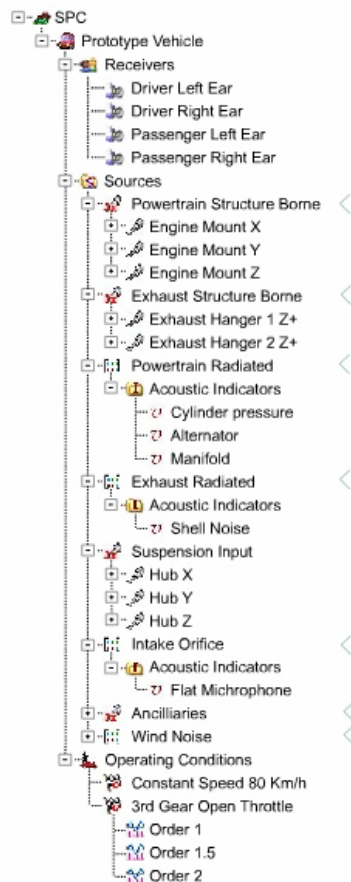 SPC
Prototype Vehicle
Receivers
Driver Left Ear
Driver Right Ear
Passenger Left Ear
Passenger Right Ear
Sources
Powertrain Structure Borne
Engine Mount X
Engine Mount Y
Engine Mount Z
Exhaust Structure Borne
Exhaust Hanger 1 Z+
Exhaust Hanger 2 Z+
Powertrain Radiated
Acoustic Indicators
Cylinder pressure
Alternator
Manifold
Exhaust Radiated
Acoustic Indicators
Shell Noise
Suspension Input
Hub X
Hub Y
Hub Z
Intake Orifice
Acoustic Indicators
Flat Michrophone
Ancilliaries
Wind Noise
Operating Conditions
Constant Speed 80 Km/h
3rd Gear Open Throttle
Order 1
Order 1.5
Order 2